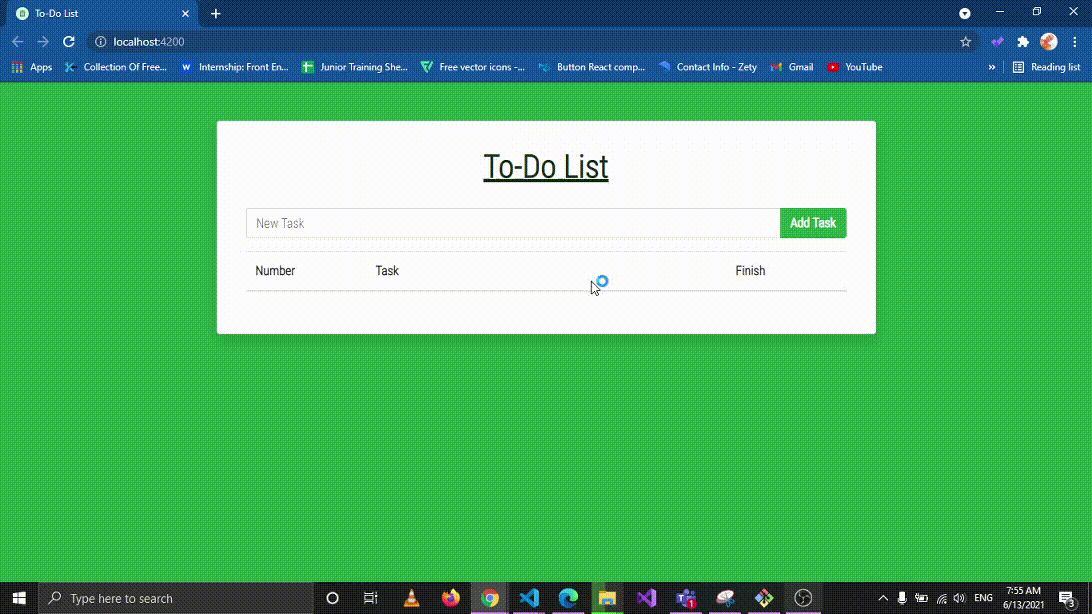 To-Do List
localhost:4200
Apps Collection Of Free... Internship: Front En... Junior Training She... Free vector icons -... Button React comp... Contact Info - Zety Gmail YouTube » Reading list
To-Do List
New Task Add Task
Number Task Finish
Type here to search ENG 7:55 AM
6/13/2021